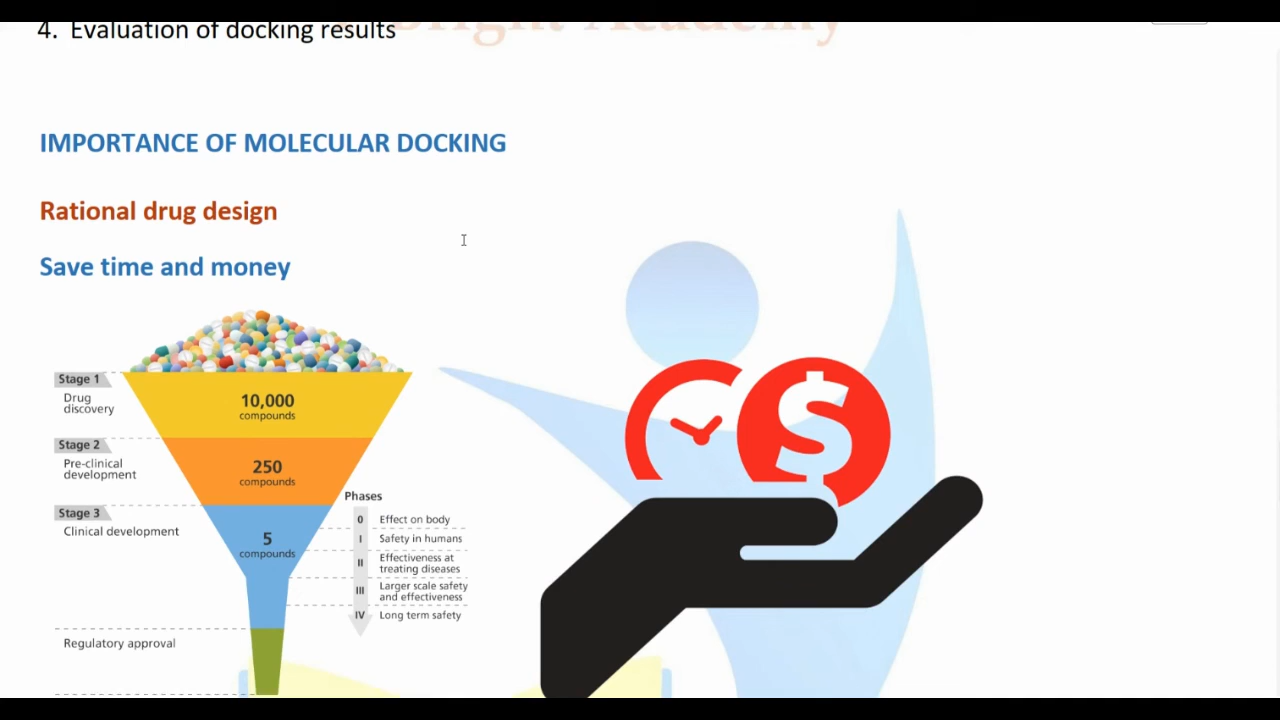 4. Evaluation of docking results
IMPORTANCE OF MOLECULAR DOCKING
Rational drug design
Save time and money
Stage 1
Drug
discovery
10,000
compounds
Stage 2
Pre-clinical
development
250
compounds
Stage 3
Clinical development
5
compounds
Phases
0 Effect on body
I Safety in humans
II Effectiveness at
treating diseases
III Larger scale safety
and effectiveness
IV Long term safety
Regulatory approval
$